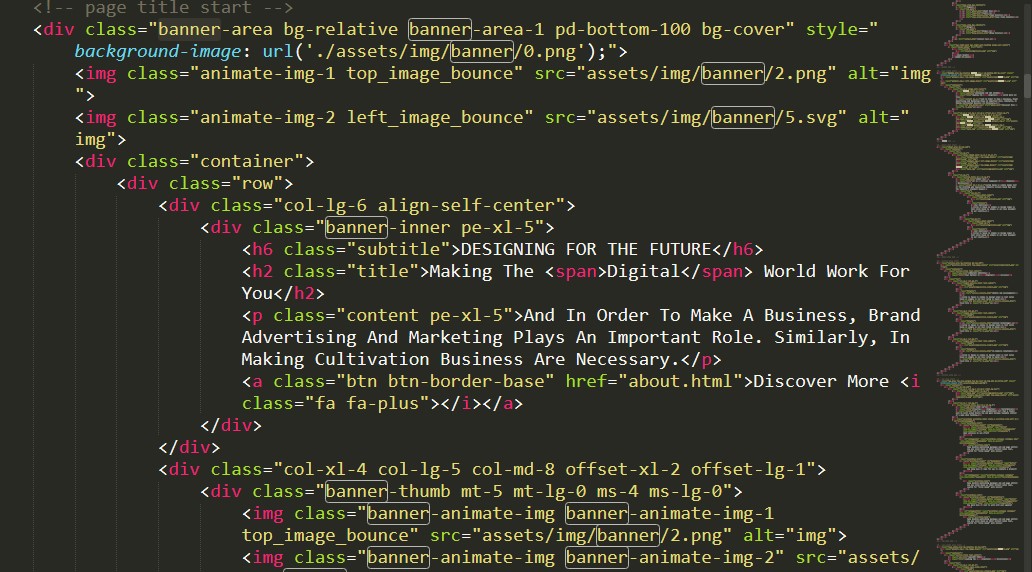 <!-- page title start -->
<div class="banner-area bg-relative banner-area-1 pd-bottom-100 bg-cover" style="
background-image: url('./assets/img/banner/0.png');">
<img class="animate-img-1 top_image_bounce" src="assets/img/banner/2.png" alt="img
">
<img class="animate-img-2 left_image_bounce" src="assets/img/banner/5.svg" alt="
img">
<div class="container">
<div class="row">
<div class="col-lg-6 align-self-center">
<div class="banner-inner pe-xl-5">
<h6 class="subtitle">DESIGNING FOR THE FUTURE</h6>
<h2 class="title">Making The <span>Digital</span> World Work For
You</h2>
<p class="content pe-xl-5">And In Order To Make A Business, Brand
Advertising And Marketing Plays An Important Role. Similarly, In
Making Cultivation Business Are Necessary.</p>
<a class="btn btn-border-base" href="about.html">Discover More <i
class="fa fa-plus"></i></a>
</div>
</div>
<div class="col-xl-4 col-lg-5 col-md-8 offset-xl-2 offset-lg-1">
<div class="banner-thumb mt-5 mt-lg-0 ms-4 ms-lg-0">
<img class="banner-animate-img banner-animate-img-1
top_image_bounce" src="assets/img/banner/2.png" alt="img">
<img class="banner-animate-img banner-animate-img-2" src="assets/